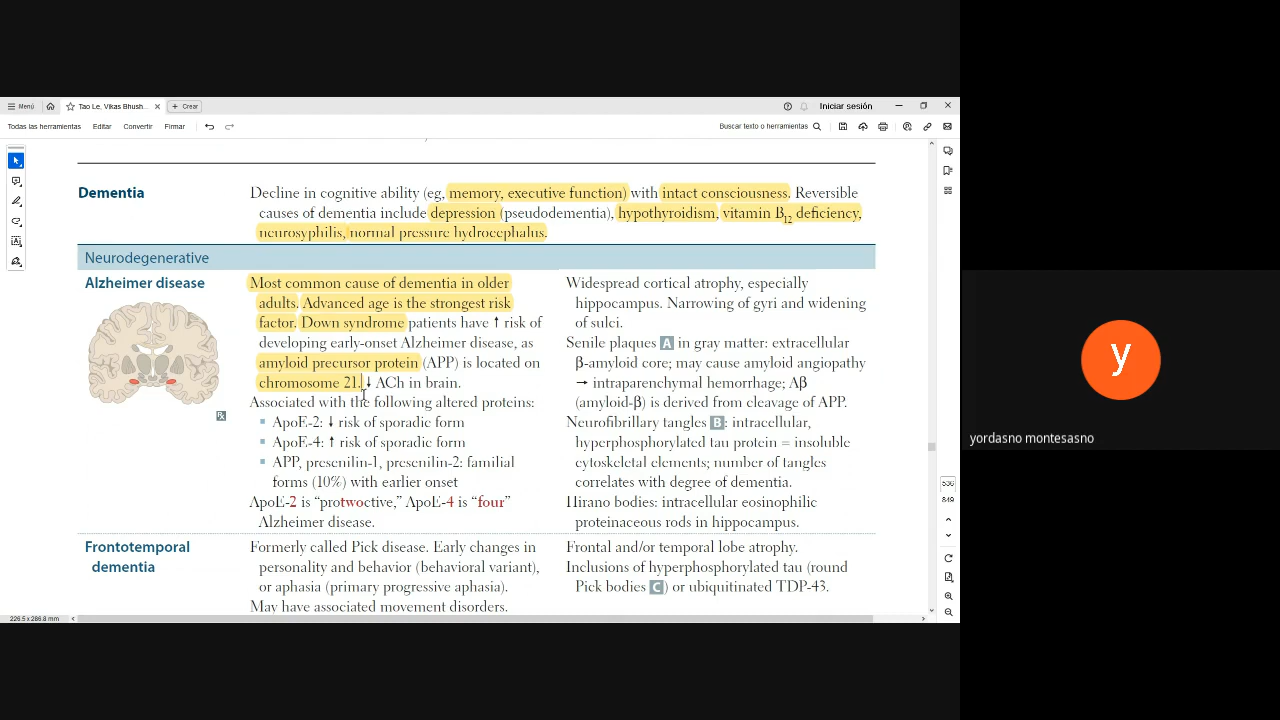 Menú
Tao Le, Vikas Bhush...
Crear
Iniciar sesión
Todas las herramientas Editar Convertir Firmar
Buscar texto o herramientas
Dementia
Decline in cognitive ability (eg, memory, executive function) with intact consciousness. Reversible
causes of dementia include depression (pseudodementia), hypothyroidism, vitamin B12 deficiency,
neurosyphilis, normal pressure hydrocephalus.
Neurodegenerative
Alzheimer disease
Most common cause of dementia in older
adults. Advanced age is the strongest risk
factor. Down syndrome patients have ↑ risk of
developing early-onset Alzheimer disease, as
amyloid precursor protein (APP) is located on
chromosome 21. ↓ ACh in brain.
Associated with the following altered proteins:
▪ ApoE-2: ↓ risk of sporadic form
▪ ApoE-4: ↑ risk of sporadic form
▪ APP, presenilin-1, presenilin-2: familial
forms (10%) with earlier onset
ApoE-2 is “protwoctive,” ApoE-4 is “four”
Alzheimer disease.
Widespread cortical atrophy, especially
hippocampus. Narrowing of gyri and widening
of sulci.
Senile plaques A in gray matter: extracellular
β-amyloid core; may cause amyloid angiopathy
→ intraparenchymal hemorrhage; Aβ
(amyloid-β) is derived from cleavage of APP.
Neurofibrillary tangles B: intracellular,
hyperphosphorylated tau protein = insoluble
cytoskeletal elements; number of tangles
correlates with degree of dementia.
Hirano bodies: intracellular eosinophilic
proteinaceous rods in hippocampus.
Frontotemporal
dementia
Formerly called Pick disease. Early changes in
personality and behavior (behavioral variant),
or aphasia (primary progressive aphasia).
May have associated movement disorders.
Frontal and/or temporal lobe atrophy.
Inclusions of hyperphosphorylated tau (round
Pick bodies C) or ubiquitinated TDP-43.
536
849
226.5 x 286.8 mm
y
yordasno montesasno